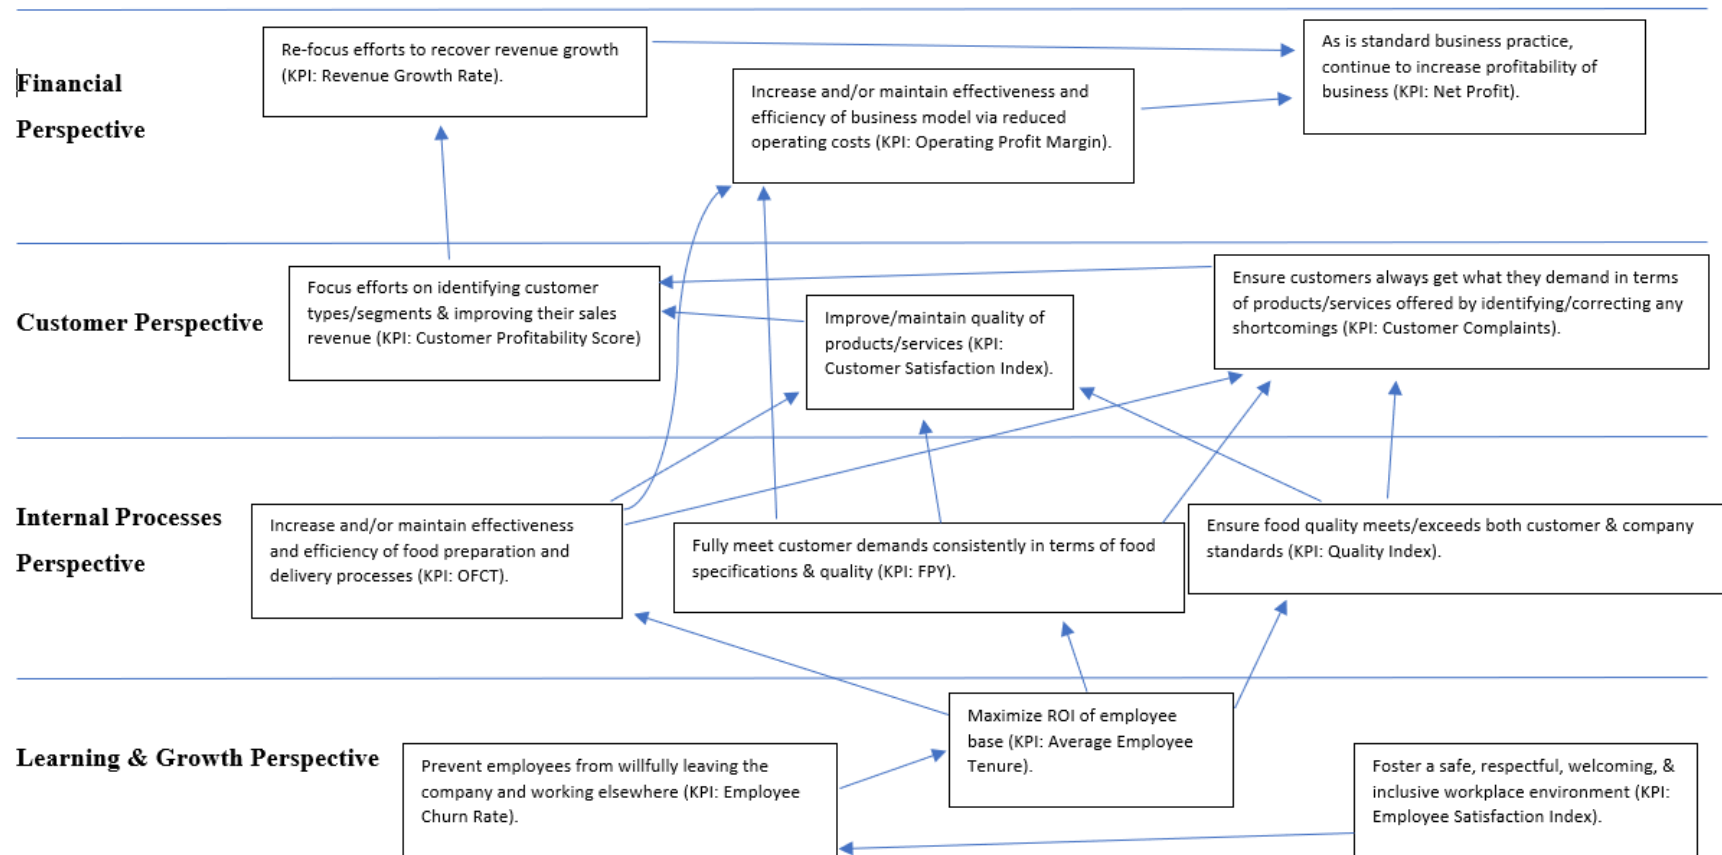 Financial
Perspective
Re-focus efforts to recover revenue growth
(KPI: Revenue Growth Rate).
Increase and/or maintain effectiveness and
efficiency of business model via reduced
operating costs (KPI: Operating Profit Margin).
As is standard business practice,
continue to increase profitability of
business (KPI: Net Profit).
Customer Perspective
Focus efforts on identifying customer
types/segments & improving their sales
revenue (KPI: Customer Profitability Score)
Improve/maintain quality of
products/services (KPI:
Customer Satisfaction Index).
Ensure customers always get what they demand in terms
of products/services offered by identifying/correcting any
shortcomings (KPI: Customer Complaints).
Internal Processes
Perspective
Increase and/or maintain effectiveness
and efficiency of food preparation and
delivery processes (KPI: OFCT).
Fully meet customer demands consistently in terms of food
specifications & quality (KPI: FPY).
Ensure food quality meets/exceeds both customer & company
standards (KPI: Quality Index).
Learning & Growth Perspective
Prevent employees from willfully leaving the
company and working elsewhere (KPI: Employee
Churn Rate).
Maximize ROI of employee
base (KPI: Average Employee
Tenure).
Foster a safe, respectful, welcoming, &
inclusive workplace environment (KPI:
Employee Satisfaction Index).